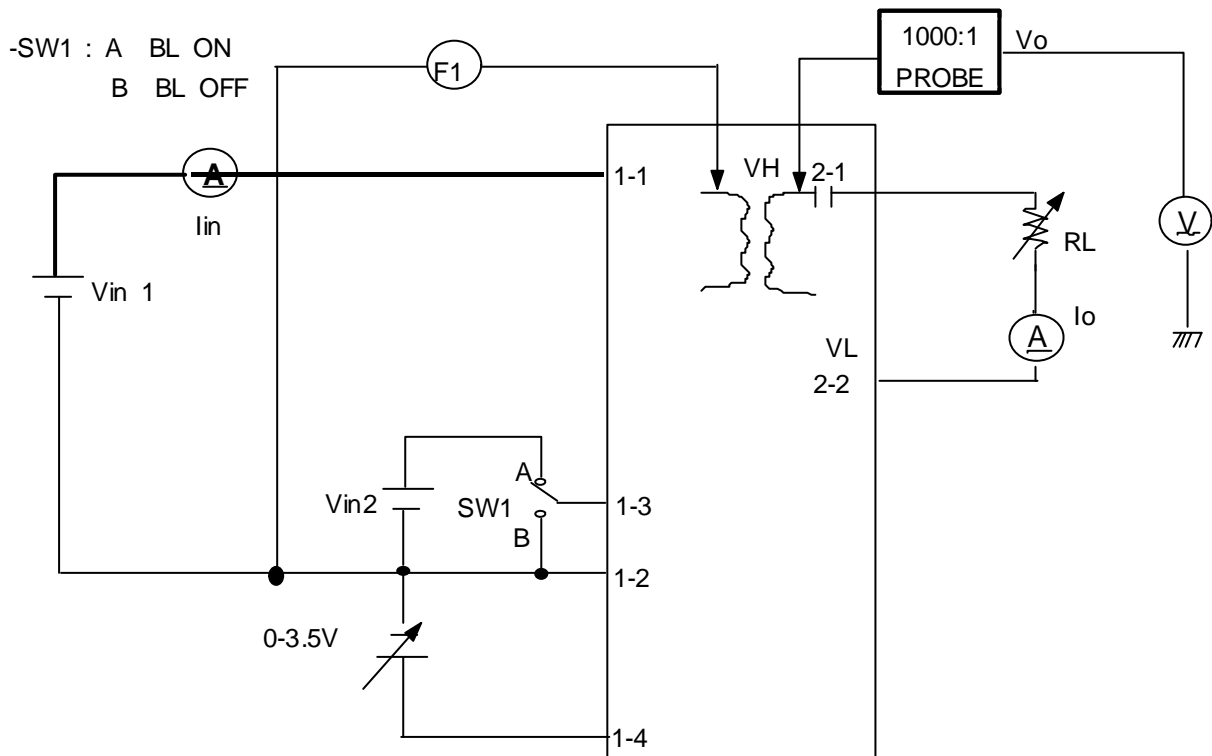 -SW1 : A BL ON
B BL OFF
F1
1000:1
PROBE
Vo
A
Iin
1-1
VH
2-1
V
RL
Vin 1
Io
A
VL
2-2
A
Vin2
SW1
1-3
B
1-2
0-3.5V
1-4